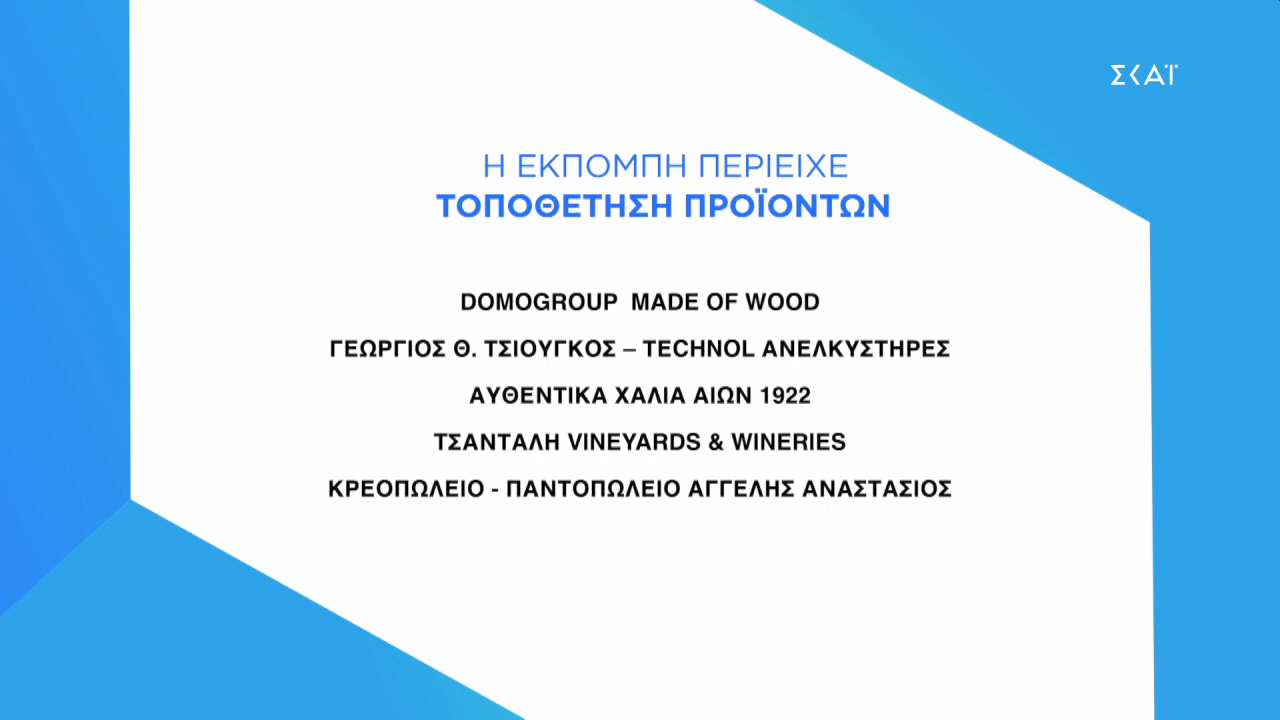 ΣΚΑΪ
Η ΕΚΠΟΜΠΗ ΠΕΡΙΕΙΧΕ
ΤΟΠΟΘΕΤΗΣΗ ΠΡΟΪΟΝΤΩΝ
DOMOGROUP MADE OF WOOD
ΓΕΩΡΓΙΟΣ Θ. ΤΣΙΟΥΓΚΟΣ – TECHNOL ΑΝΕΛΚΥΣΤΗΡΕΣ
ΑΥΘΕΝΤΙΚΑ ΧΑΛΙΑ ΑΙΩΝ 1922
ΤΣΑΝΤΑΛΗ VINEYARDS & WINERIES
ΚΡΕΟΠΩΛΕΙΟ - ΠΑΝΤΟΠΩΛΕΙΟ ΑΓΓΕΛΗΣ ΑΝΑΣΤΑΣΙΟΣ